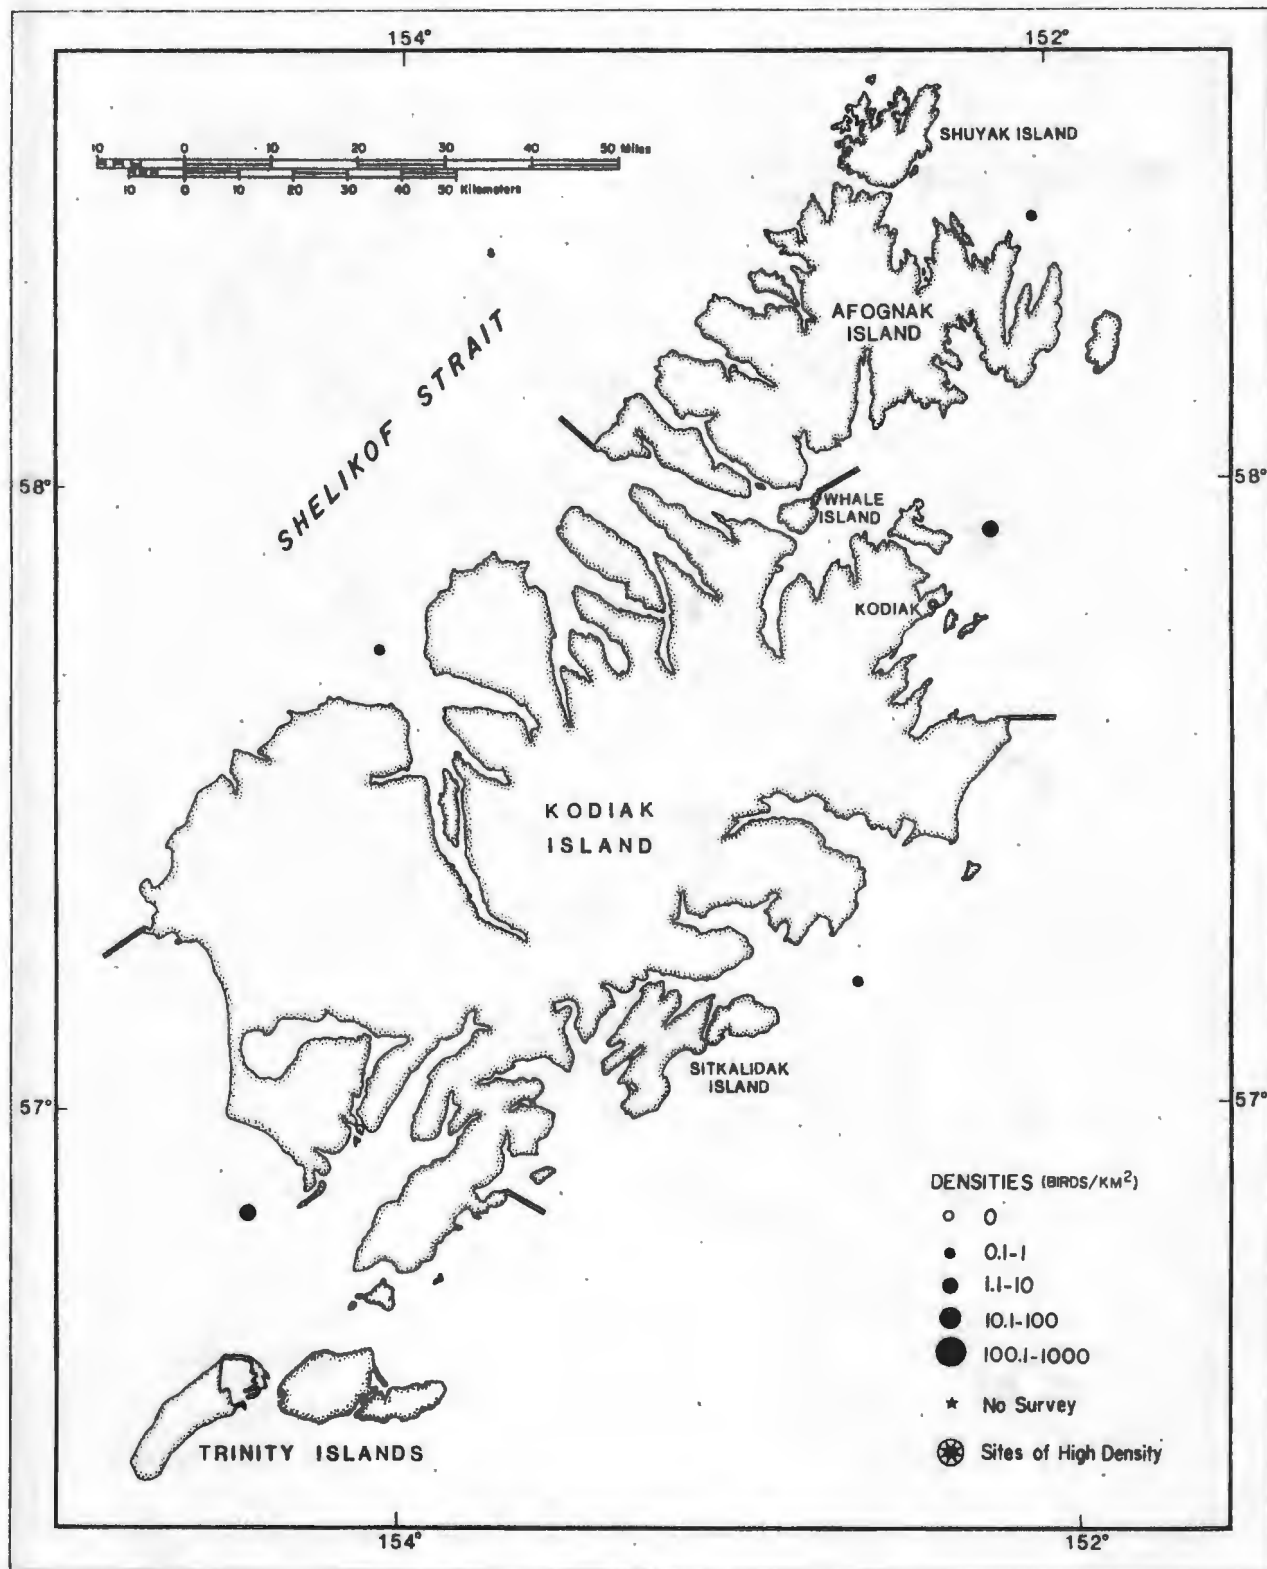 154° 152°
10 0 10 20 30 40 50 Miles
10 0 10 20 30 40 50 Kilometers
SHUYAK ISLAND
AFOGNAK
ISLAND
SHELIKOF STRAIT
58° 58°
WHALE
ISLAND
KODIAK
KODIAK
ISLAND
SITKALIDAK
ISLAND
57° 57°
DENSITIES (BIRDS/KM²)
0
0.1-1
1.1-10
10.1-100
100.1-1000
No Survey
Sites of High Density
TRINITY ISLANDS
154° 152°